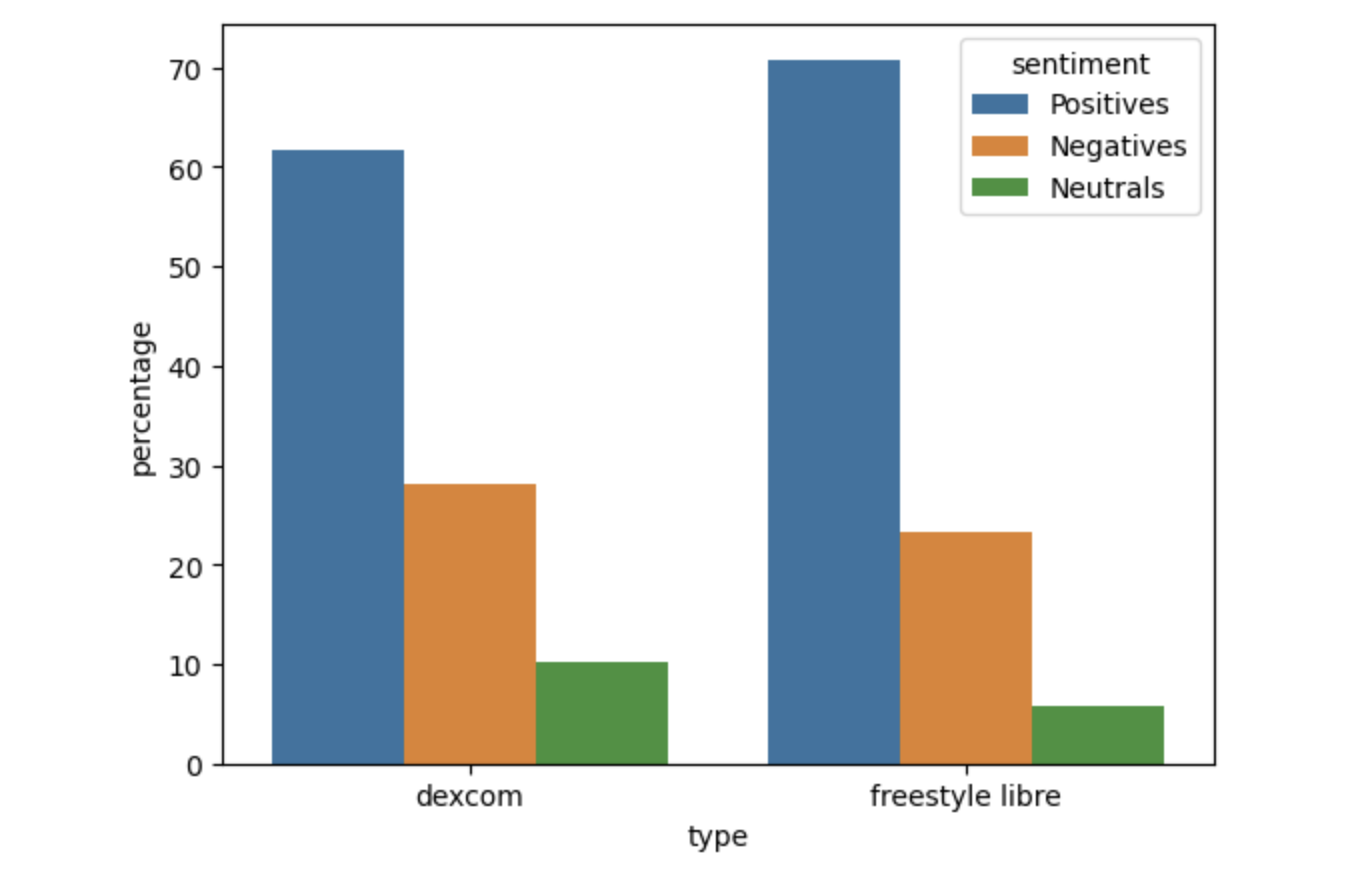 sentiment
Positives
Negatives
Neutrals
70
60
50
40
30
20
10
0
percentage
dexcom freestyle libre
type